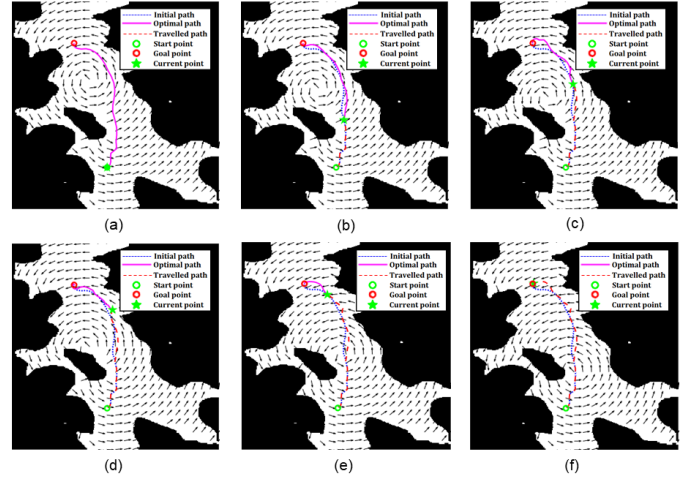 Initial path
Optimal path
Travelled path
Start point
Goal point
Current point
(a)
Initial path
Optimal path
Travelled path
Start point
Goal point
Current point
(b)
Initial path
Optimal path
Travelled path
Start point
Goal point
Current point
(c)
Initial path
Optimal path
Travelled path
Start point
Goal point
Current point
(d)
Initial path
Optimal path
Travelled path
Start point
Goal point
Current point
(e)
Initial path
Optimal path
Travelled path
Start point
Goal point
Current point
(f)